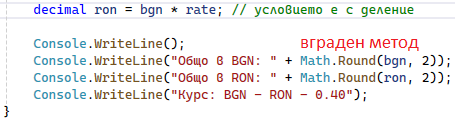 decimal ron = bgn * rate; // условието е с деление
Console.WriteLine(); вграден метод
Console.WriteLine("Общо в BGN: " + Math.Round(bgn, 2));
Console.WriteLine("Общо в RON: " + Math.Round(ron, 2));
Console.WriteLine("Курс: BGN - RON - 0.40");
}